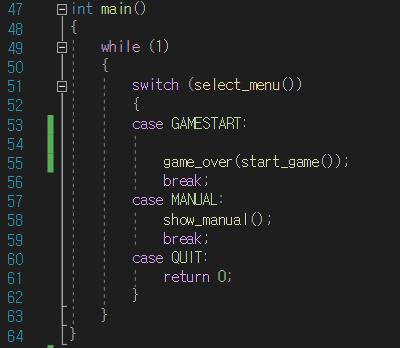 47 int main()
48 {
49 while (1)
50 {
51 switch (select_menu())
52 {
53 case GAMESTART:
54
55 game_over(start_game());
56 break;
57 case MANUAL:
58 show_manual();
59 break;
60 case QUIT:
61 return 0;
62 }
63 }
64 }